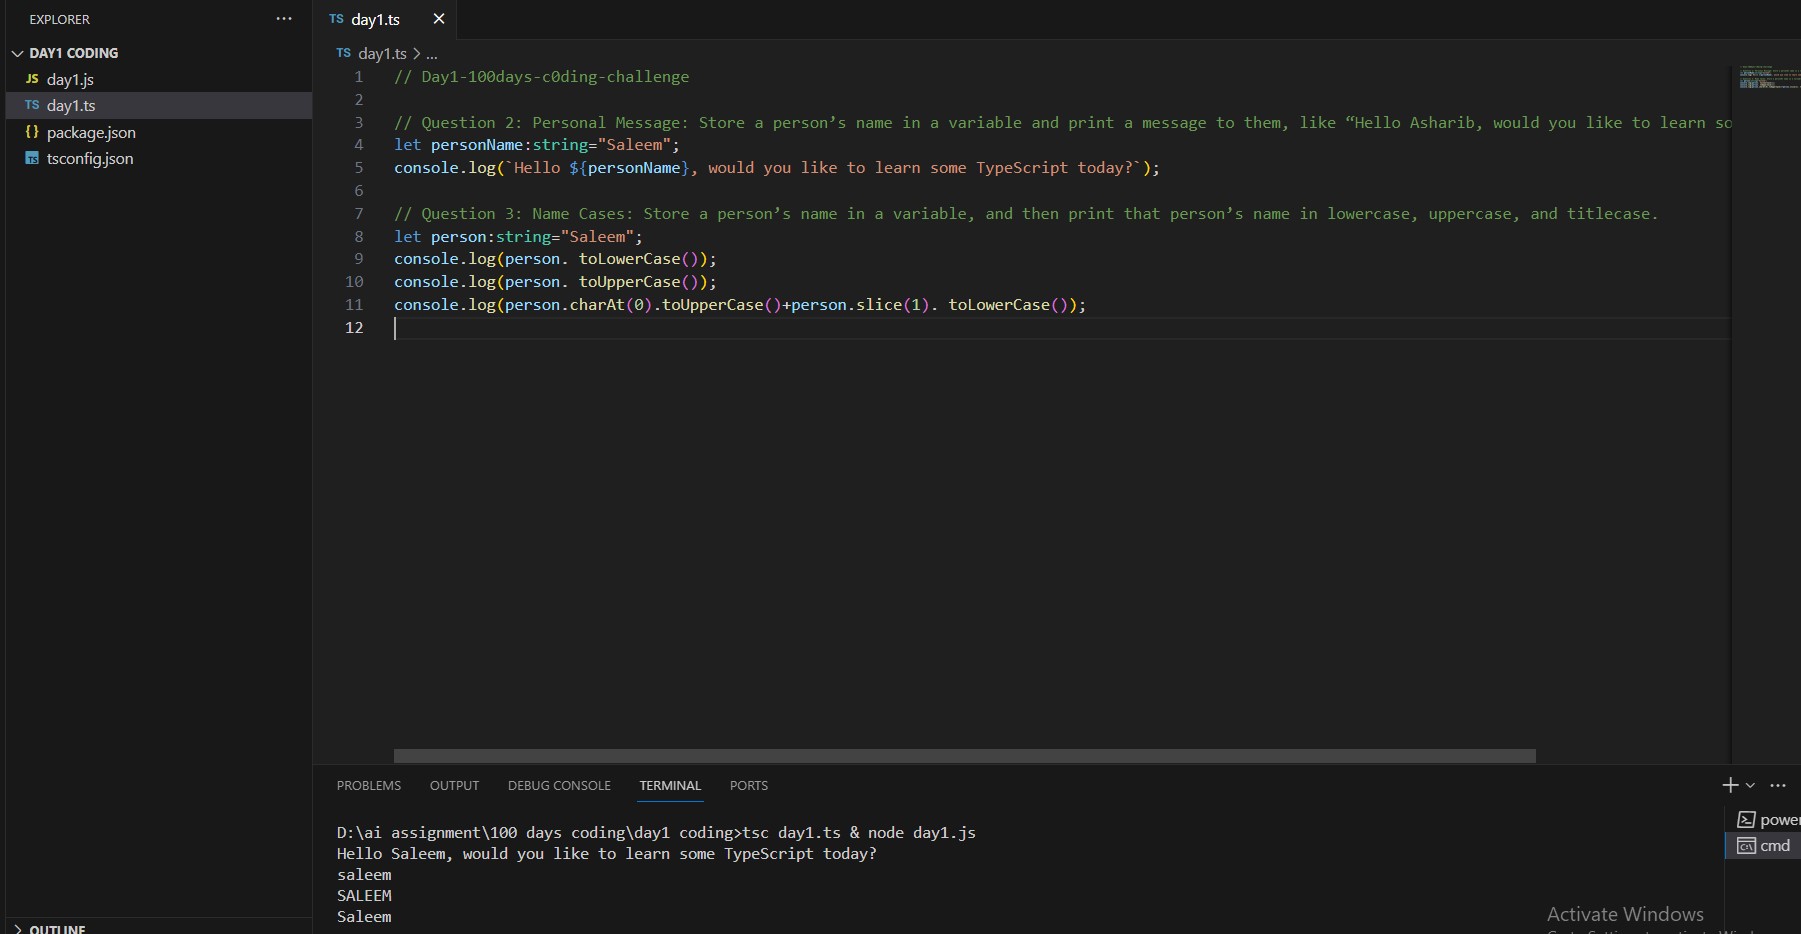 EXPLORER
DAY1 CODING
JS day1.js
TS day1.ts
{} package.json
TS tsconfig.json
OUTLINE
TS day1.ts
TS day1.ts > ...
1 // Day1-100days-c0ding-challenge
2
3 // Question 2: Personal Message: Store a person’s name in a variable and print a message to them, like “Hello Asharib, would you like to learn so
4 let personName:string="Saleem";
5 console.log(`Hello ${personName}, would you like to learn some TypeScript today?`);
6
7 // Question 3: Name Cases: Store a person’s name in a variable, and then print that person’s name in lowercase, uppercase, and titlecase.
8 let person:string="Saleem";
9 console.log(person. toLowerCase());
10 console.log(person. toUpperCase());
11 console.log(person.charAt(0).toUpperCase()+person.slice(1). toLowerCase());
12
PROBLEMS OUTPUT DEBUG CONSOLE TERMINAL PORTS
D:\ai assignment\100 days coding\day1 coding>tsc day1.ts & node day1.js
Hello Saleem, would you like to learn some TypeScript today?
saleem
SALEEM
Saleem
power
cmd
Activate Windows